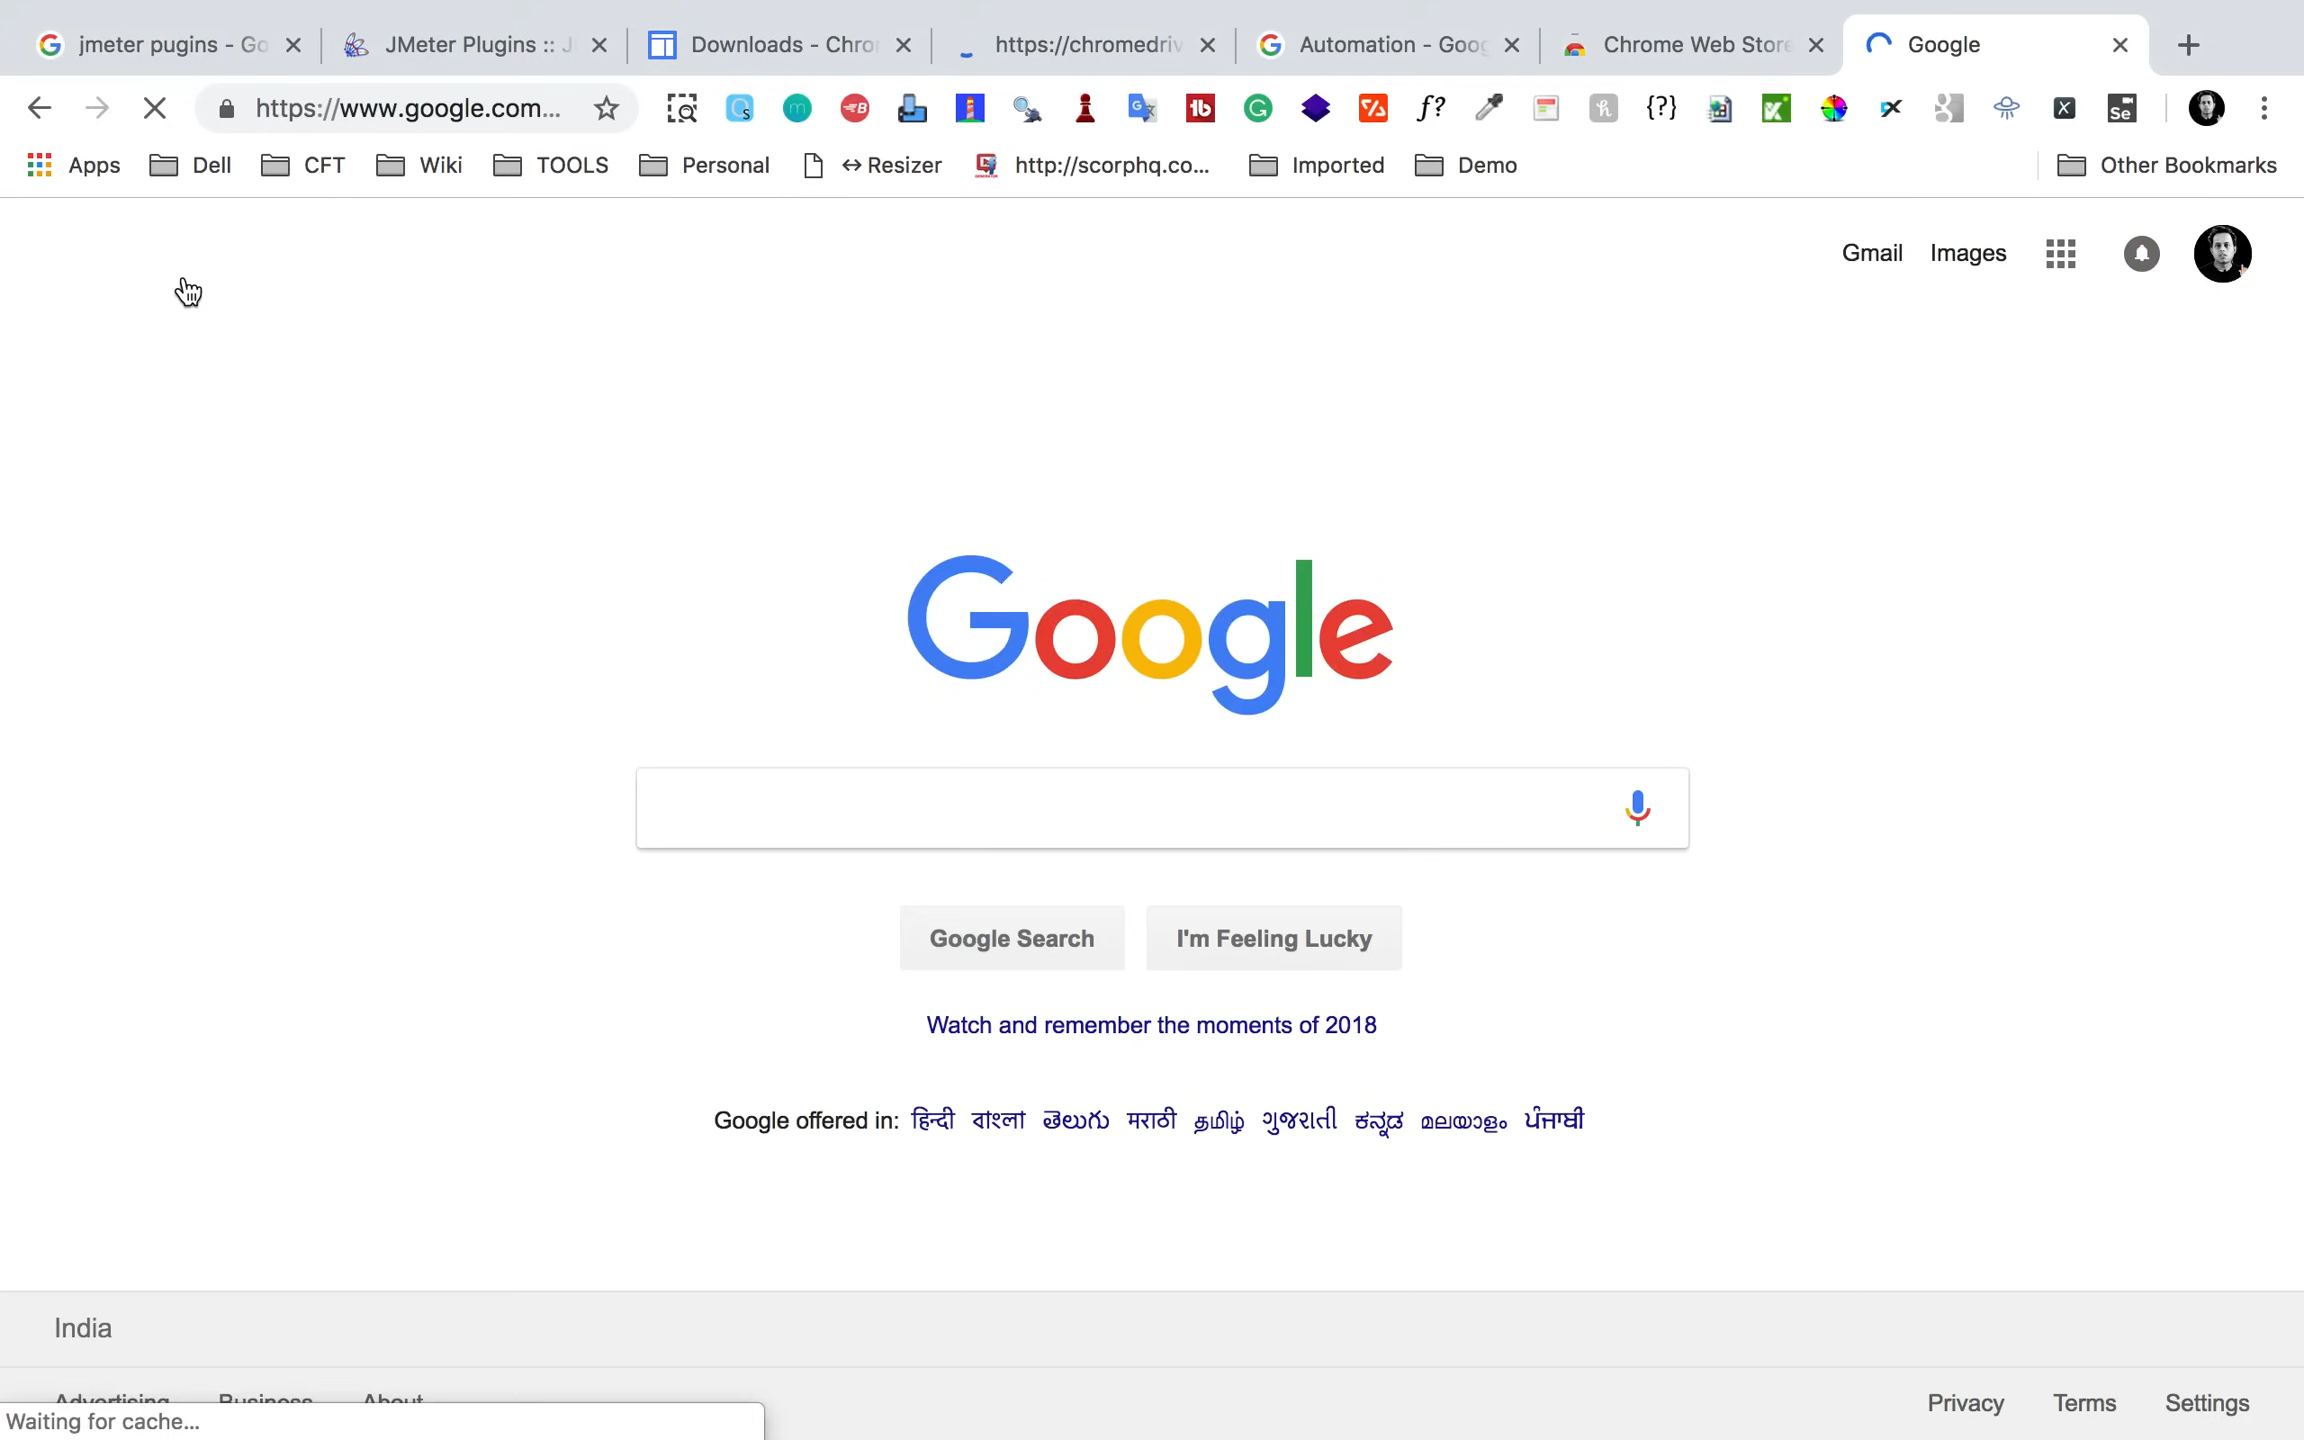 jmeter pugins - Go
JMeter Plugins :: J
Downloads - Chro
https://chromedriv
Automation - Goog
Chrome Web Store
Google
https://www.google.com...
Apps
Dell
CFT
Wiki
TOOLS
Personal
↔ Resizer
http://scorphq.co...
Imported
Demo
Other Bookmarks
Gmail Images
Google
Google Search
I'm Feeling Lucky
Watch and remember the moments of 2018
Google offered in: हिन्दी বাংলা తెలుగు मराठी தமிழ் ગુજરાતી ಕನ್ನಡ മലയാളം ਪੰਜਾਬੀ
India
Advertising Business About
Privacy Terms Settings
Waiting for cache...